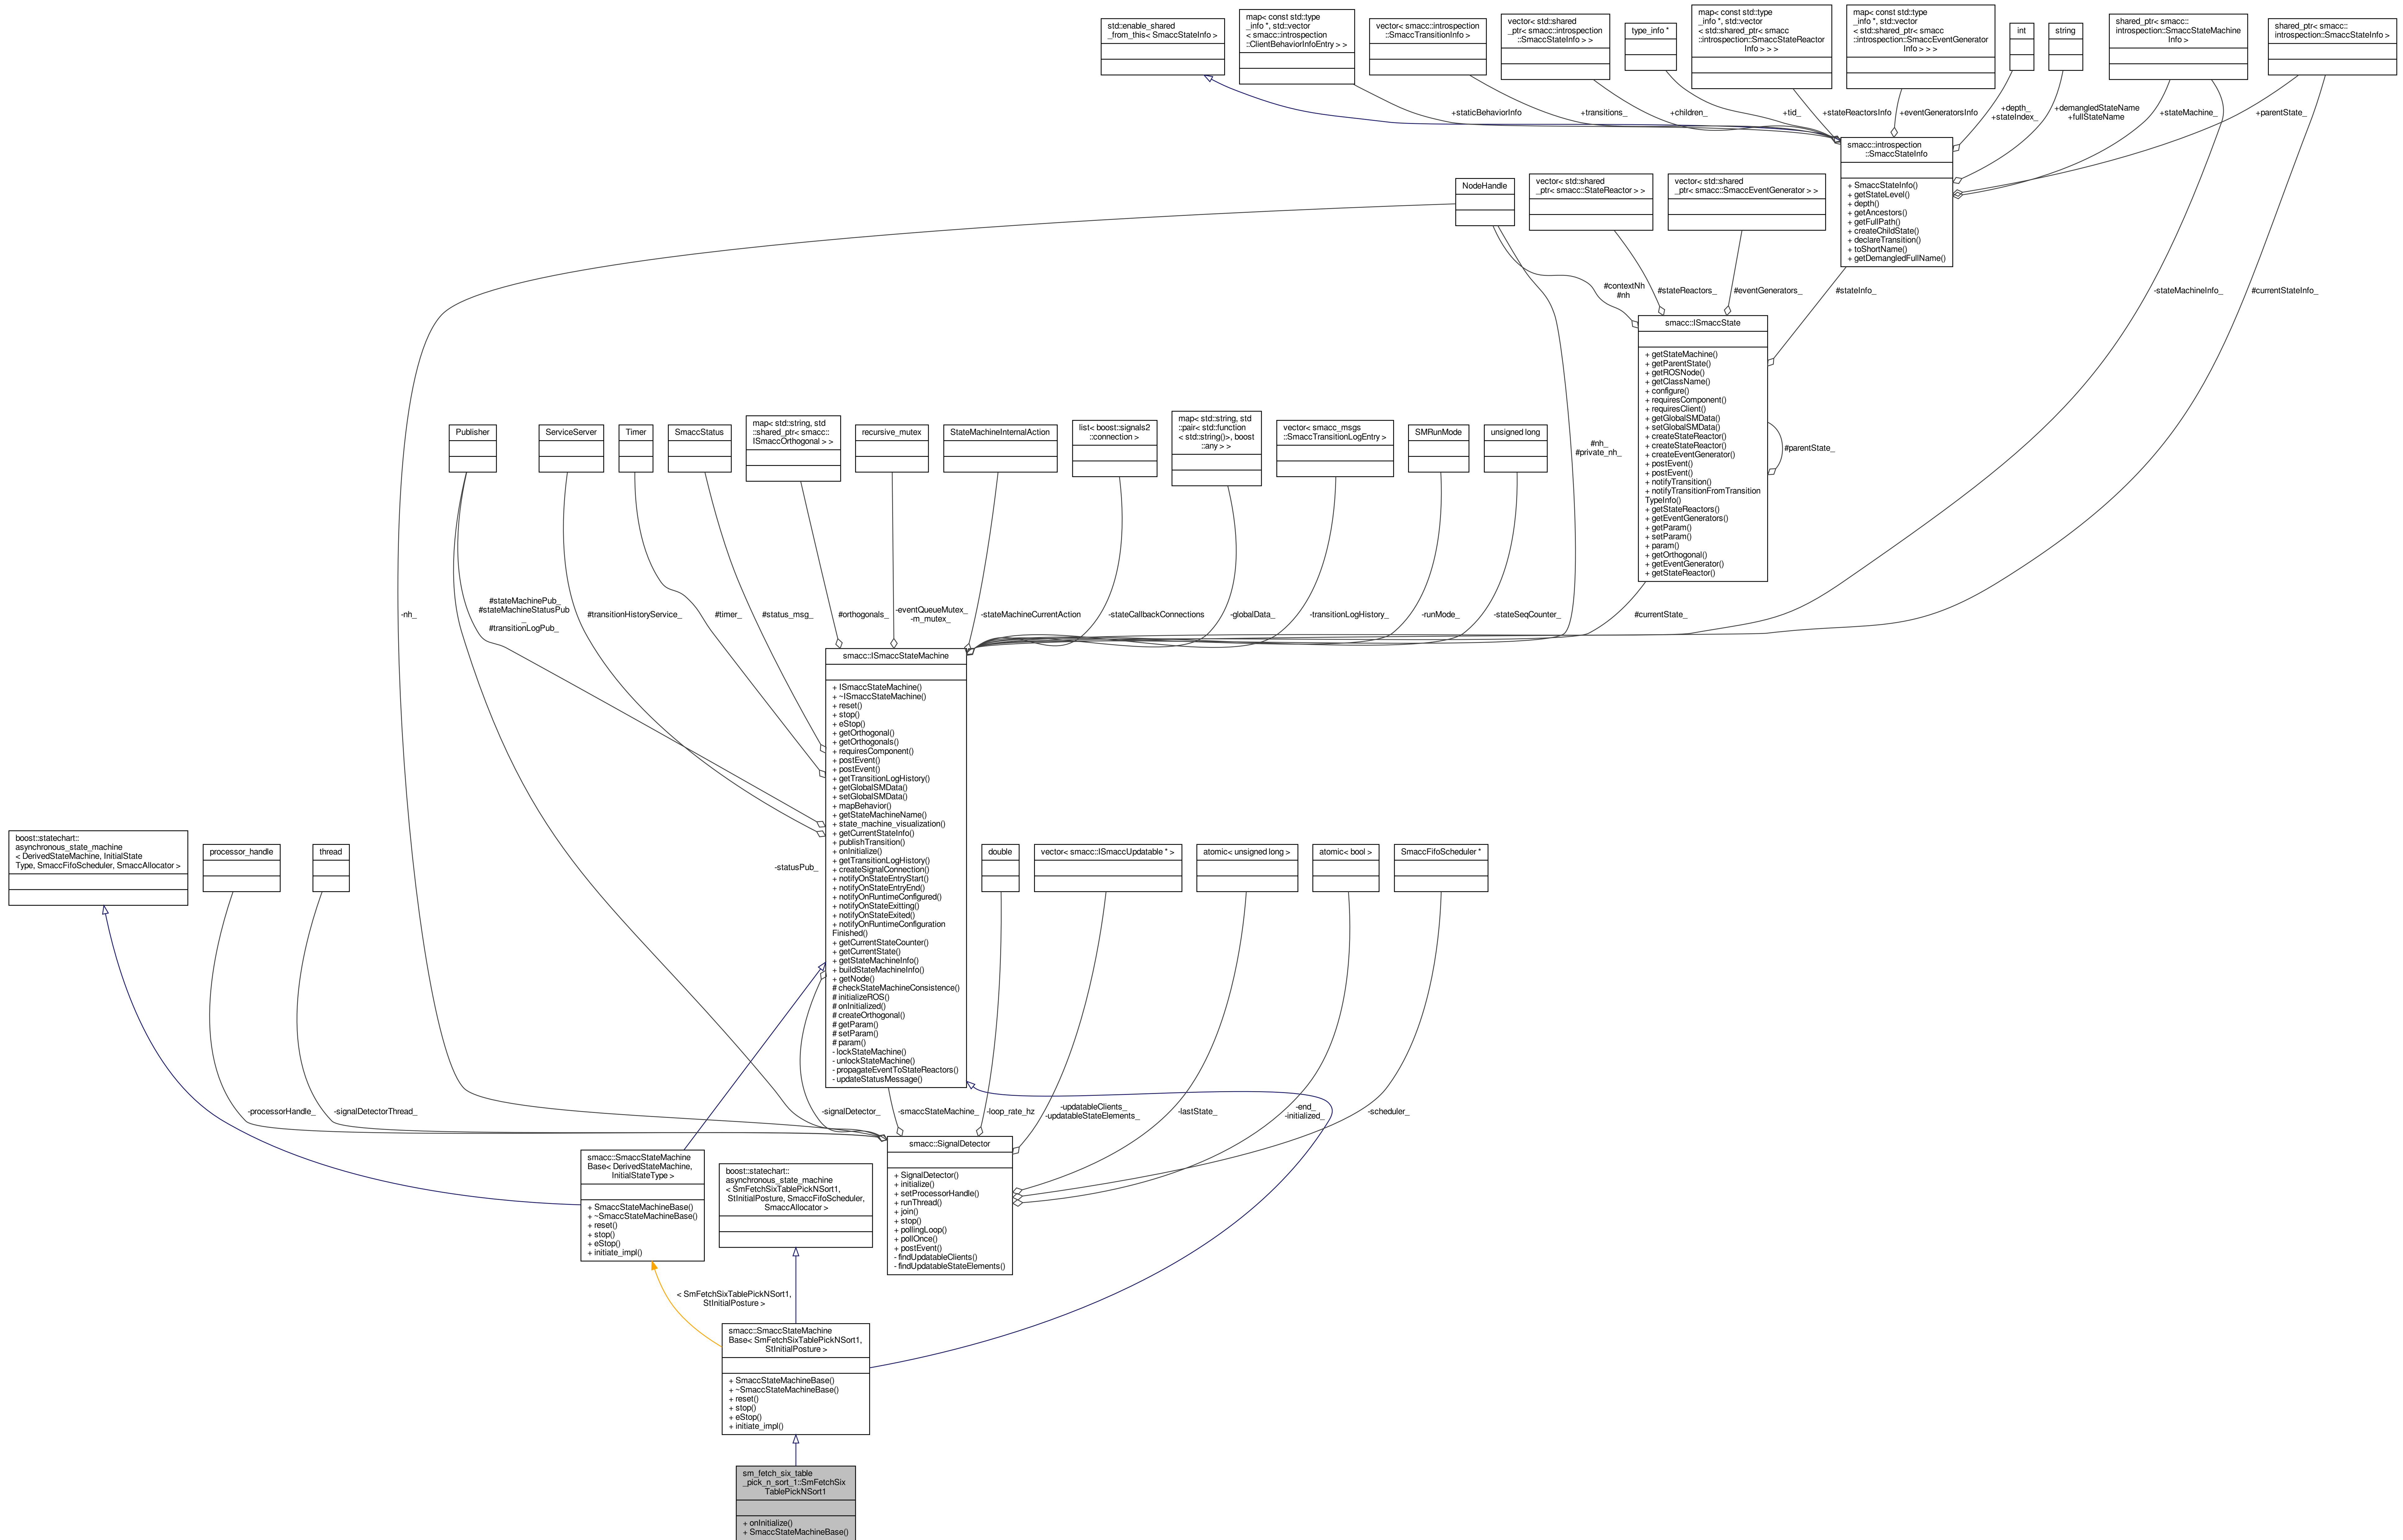 std::enable_shared
_from_this< SmaccStateInfo >
map< const std::type
_info *, std::vector
< smacc::introspection
::ClientBehaviorInfoEntry > >
vector< smacc::introspection
::SmaccTransitionInfo >
vector< std::shared
_ptr< smacc::introspection
::SmaccStateInfo > >
type_info *
map< const std::type
_info *, std::vector
< std::shared_ptr< smacc
::introspection::SmaccStateReactor
Info > > >
map< const std::type
_info *, std::vector
< std::shared_ptr< smacc
::introspection::SmaccEventGenerator
Info > > >
int
string
shared_ptr< smacc::
introspection::SmaccStateMachine
Info >
shared_ptr< smacc::
introspection::SmaccStateInfo >
+staticBehaviorInfo
+transitions_
+children_
+tid_
+stateReactorsInfo
+eventGeneratorsInfo
+depth_
+stateIndex_
+demangledStateName
+fullStateName
+stateMachine_
+parentState_
smacc::introspection
::SmaccStateInfo
+ SmaccStateInfo()
+ getStateLevel()
+ depth()
+ getAncestors()
+ getFullPath()
+ createChildState()
+ declareTransition()
+ toShortName()
+ getDemangledFullName()
NodeHandle
vector< std::shared
_ptr< smacc::StateReactor > >
vector< std::shared
_ptr< smacc::SmaccEventGenerator > >
#contextNh
#nh
#stateReactors_
#eventGenerators_
#stateInfo_
-stateMachineInfo_
#currentStateInfo_
smacc::ISmaccState
+ getStateMachine()
+ getParentState()
+ getROSNode()
+ getClassName()
+ configure()
+ requiresComponent()
+ requiresClient()
+ getGlobalSMData()
+ setGlobalSMData()
+ createStateReactor()
+ createStateReactor()
+ createEventGenerator()
+ postEvent()
+ postEvent()
+ notifyTransition()
+ notifyTransitionFromTransition
TypeInfo()
+ getStateReactors()
+ getEventGenerators()
+ getParam()
+ setParam()
+ param()
+ getOrthogonal()
+ getEventGenerator()
+ getStateReactor()
#parentState_
Publisher
ServiceServer
Timer
SmaccStatus
map< std::string, std
::shared_ptr< smacc::
ISmaccOrthogonal > >
recursive_mutex
StateMachineInternalAction
list< boost::signals2
::connection >
map< std::string, std
::pair< std::function
< std::string()>, boost
::any > >
vector< smacc_msgs
::SmaccTransitionLogEntry >
SMRunMode
unsigned long
#nh_
#private_nh_
-nh_
#stateMachinePub_
#stateMachineStatusPub
_
#transitionLogPub_
#transitionHistoryService_
#timer_
#status_msg_
#orthogonals_
-eventQueueMutex_
-m_mutex_
-stateMachineCurrentAction
-stateCallbackConnections
-globalData_
-transitionLogHistory_
-runMode_
-stateSeqCounter_
#currentState_
smacc::ISmaccStateMachine
+ ISmaccStateMachine()
+ ~ISmaccStateMachine()
+ reset()
+ stop()
+ eStop()
+ getOrthogonal()
+ getOrthogonals()
+ requiresComponent()
+ postEvent()
+ postEvent()
+ getTransitionLogHistory()
+ getGlobalSMData()
+ setGlobalSMData()
+ mapBehavior()
+ getStateMachineName()
+ state_machine_visualization()
+ getCurrentStateInfo()
+ publishTransition()
+ onInitialize()
+ getTransitionLogHistory()
+ createSignalConnection()
+ notifyOnStateEntryStart()
+ notifyOnStateEntryEnd()
+ notifyOnRuntimeConfigured()
+ notifyOnStateExitting()
+ notifyOnStateExited()
+ notifyOnRuntimeConfiguration
Finished()
+ getCurrentStateCounter()
+ getCurrentState()
+ getStateMachineInfo()
+ buildStateMachineInfo()
+ getNode()
# checkStateMachineConsistence()
# initializeROS()
# onInitialized()
# createOrthogonal()
# getParam()
# setParam()
# param()
- lockStateMachine()
- unlockStateMachine()
- propagateEventToStateReactors()
- updateStatusMessage()
boost::statechart::
asynchronous_state_machine
< DerivedStateMachine, InitialState
Type, SmaccFifoScheduler, SmaccAllocator >
processor_handle
thread
-statusPub_
double
vector< smacc::ISmaccUpdatable * >
atomic< unsigned long >
atomic< bool >
SmaccFifoScheduler *
-processorHandle_
-signalDetectorThread_
-signalDetector_
-smaccStateMachine_
-loop_rate_hz
-updatableClients_
-updatableStateElements_
-lastState_
-end_
-initialized_
-scheduler_
smacc::SignalDetector
+ SignalDetector()
+ initialize()
+ setProcessorHandle()
+ runThread()
+ join()
+ stop()
+ pollingLoop()
+ pollOnce()
+ postEvent()
- findUpdatableClients()
- findUpdatableStateElements()
smacc::SmaccStateMachine
Base< DerivedStateMachine,
InitialStateType >
+ SmaccStateMachineBase()
+ ~SmaccStateMachineBase()
+ reset()
+ stop()
+ eStop()
+ initiate_impl()
boost::statechart::
asynchronous_state_machine
< SmFetchSixTablePickNSort1,
StInitialPosture, SmaccFifoScheduler,
SmaccAllocator >
< SmFetchSixTablePickNSort1,
StInitialPosture >
smacc::SmaccStateMachine
Base< SmFetchSixTablePickNSort1,
StInitialPosture >
+ SmaccStateMachineBase()
+ ~SmaccStateMachineBase()
+ reset()
+ stop()
+ eStop()
+ initiate_impl()
sm_fetch_six_table
_pick_n_sort_1::SmFetchSix
TablePickNSort1
+ onInitialize()
+ SmaccStateMachineBase()